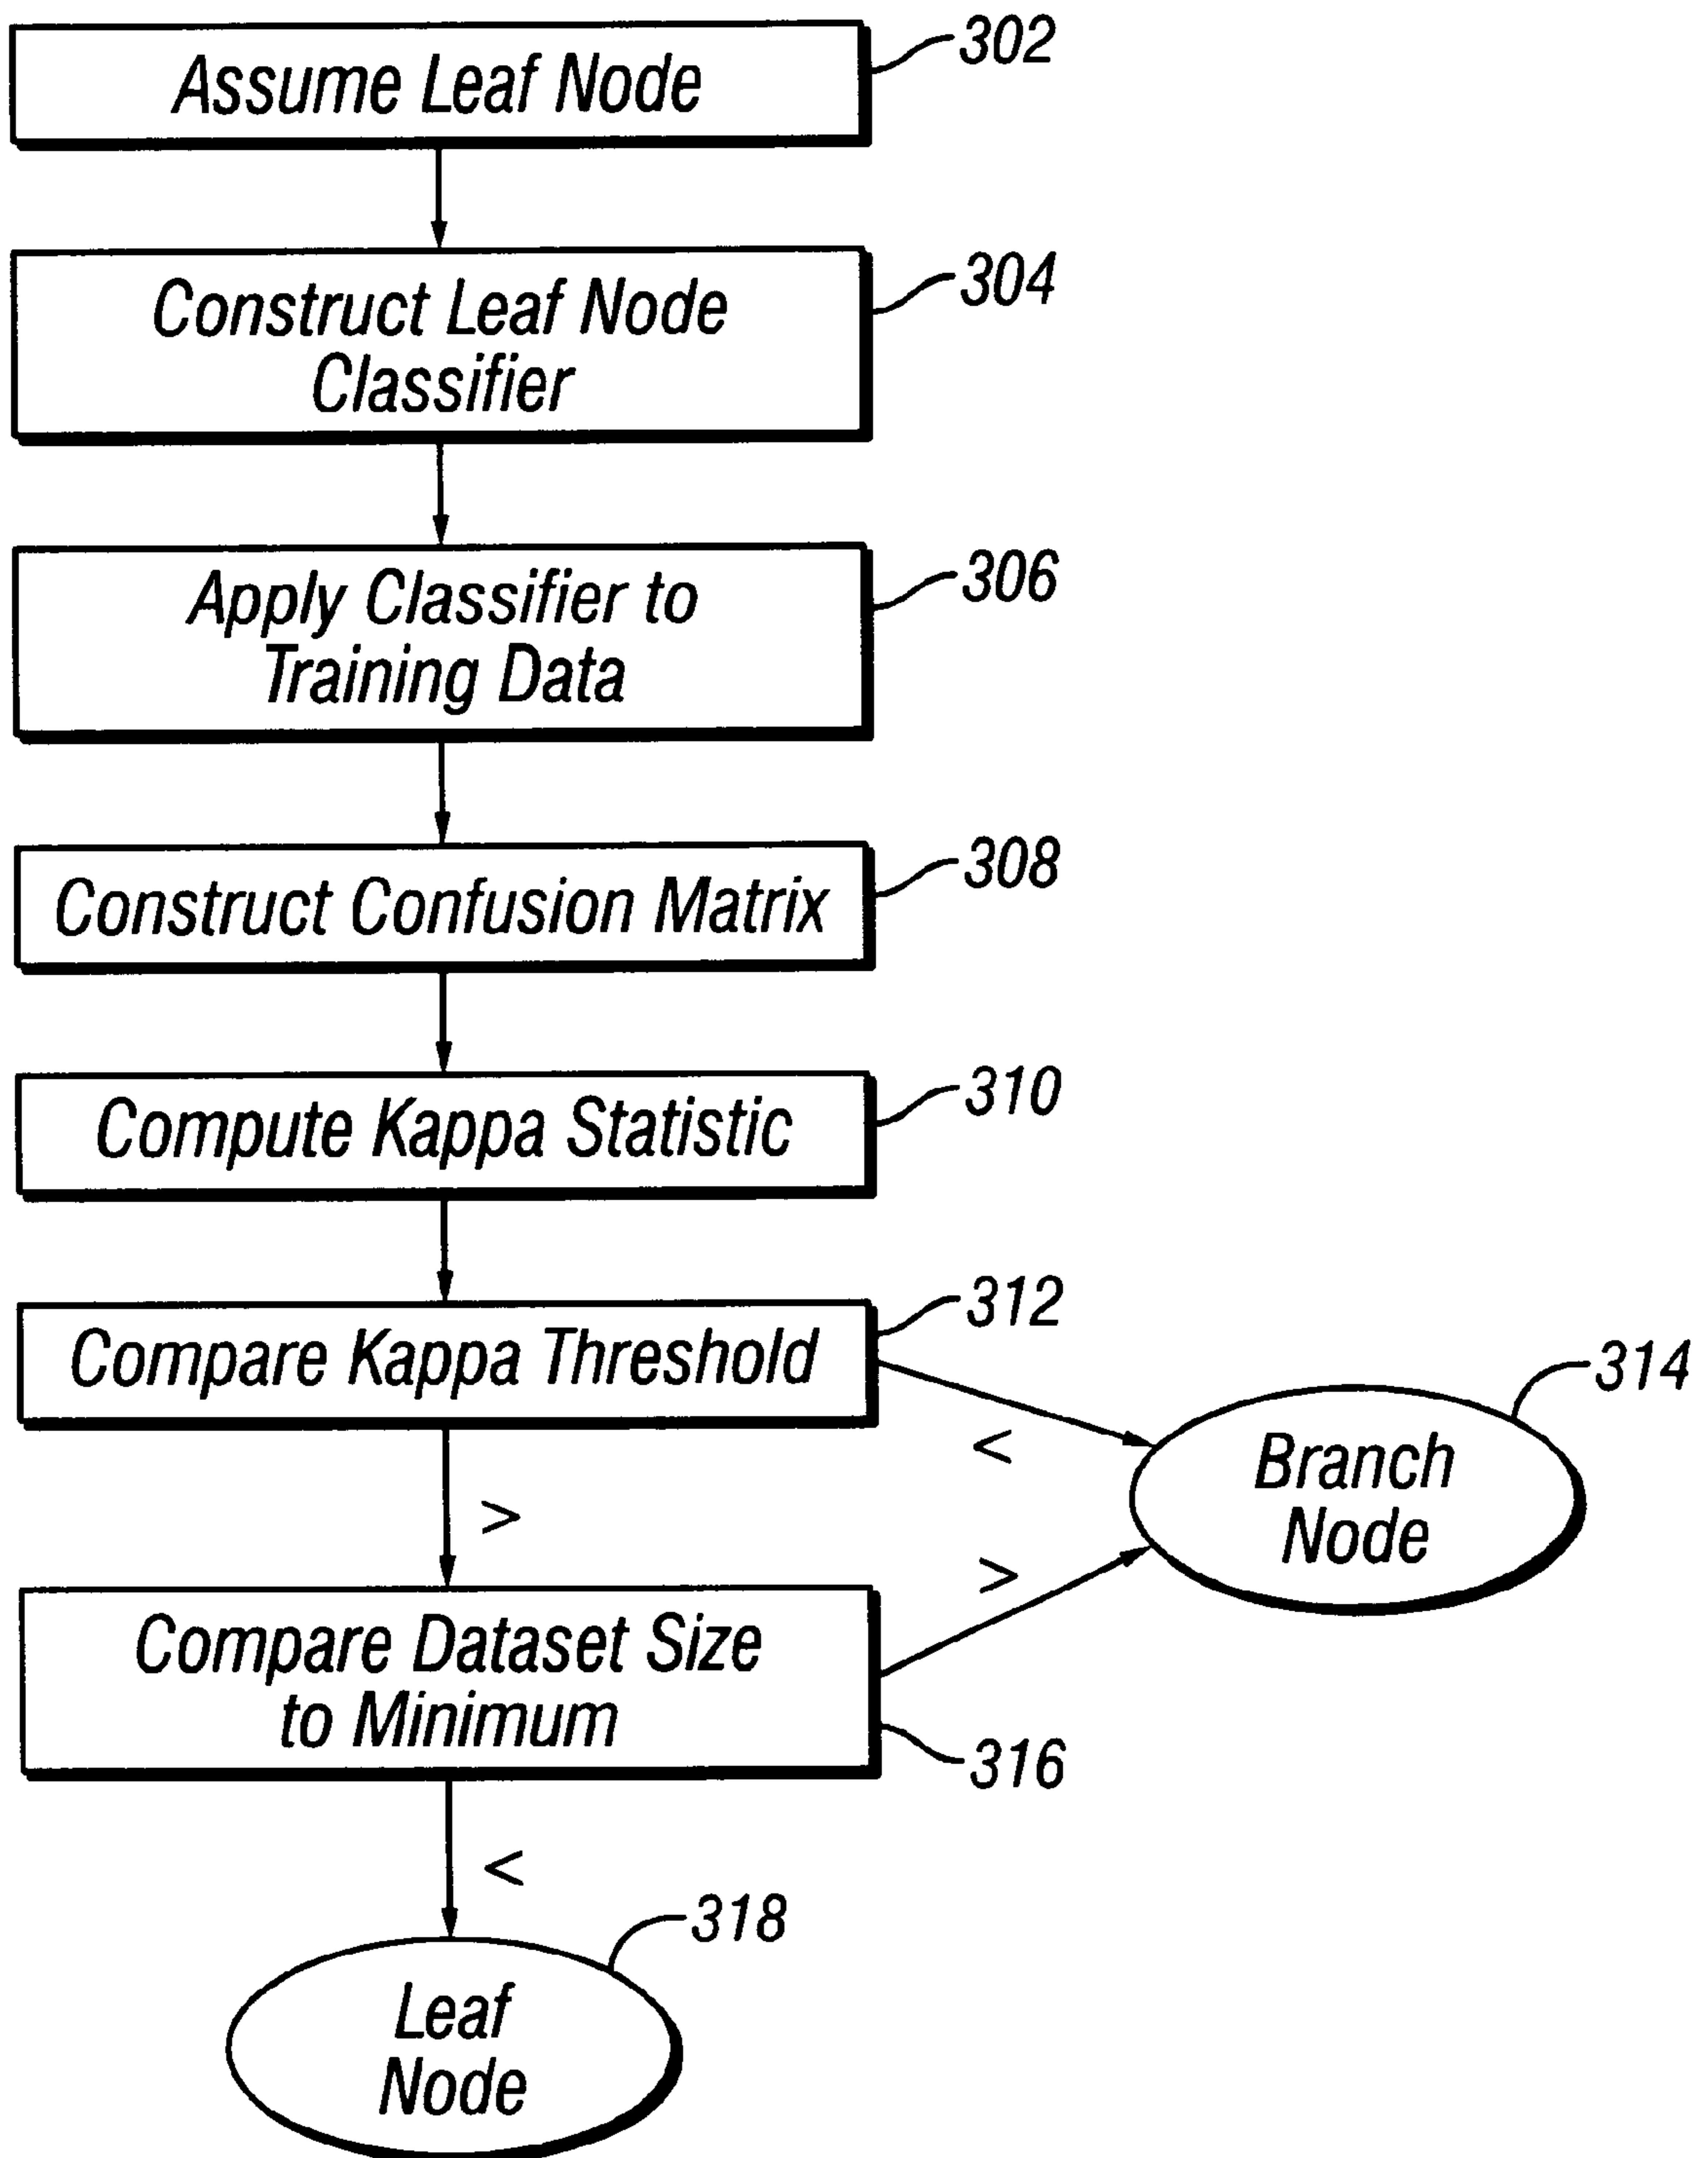 Assume Leaf Node
302
Construct Leaf Node
Classifier
304
Apply Classifier to
Training Data
306
Construct Confusion Matrix
308
Compute Kappa Statistic
310
Compare Kappa Threshold
312
<
Branch
Node
314
>
>
Compare Dataset Size
to Minimum
316
<
Leaf
Node
318